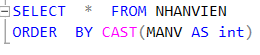 SELECT * FROM NHANVIEN
ORDER BY CAST(MANV AS int)